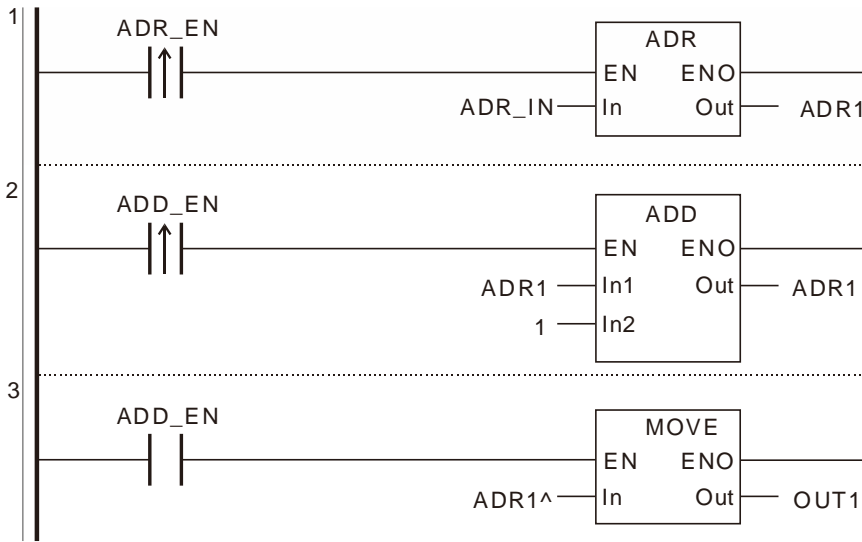 1
ADR_EN
ADR
EN ENO
ADR_IN In Out ADR1
2
ADD_EN
ADD
EN ENO
ADR1 In1 Out ADR1
1 In2
3
ADD_EN
MOVE
EN ENO
ADR1^ In Out OUT1